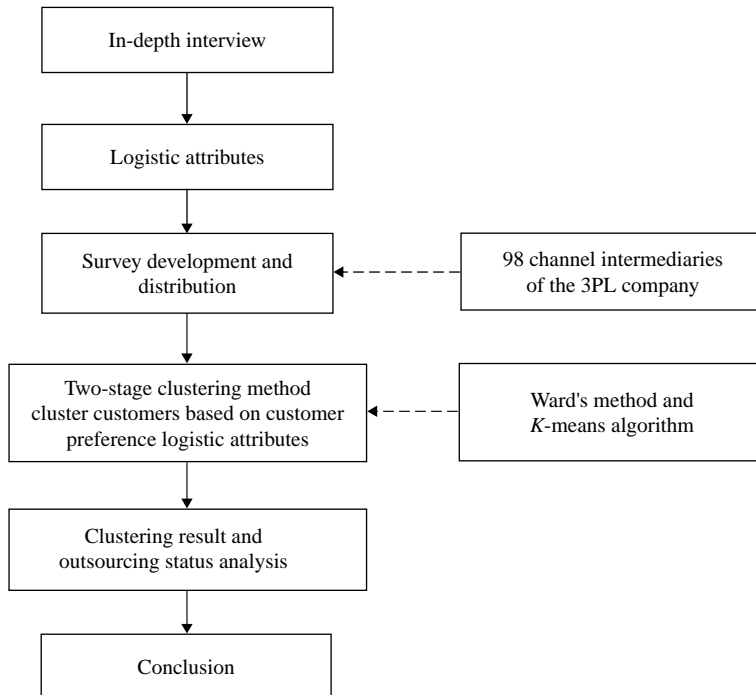 In-depth interview
Logistic attributes
Survey development and
distribution
98 channel intermediaries
of the 3PL company
Two-stage clustering method
cluster customers based on customer
preference logistic attributes
Ward's method and
K-means algorithm
Clustering result and
outsourcing status analysis
Conclusion